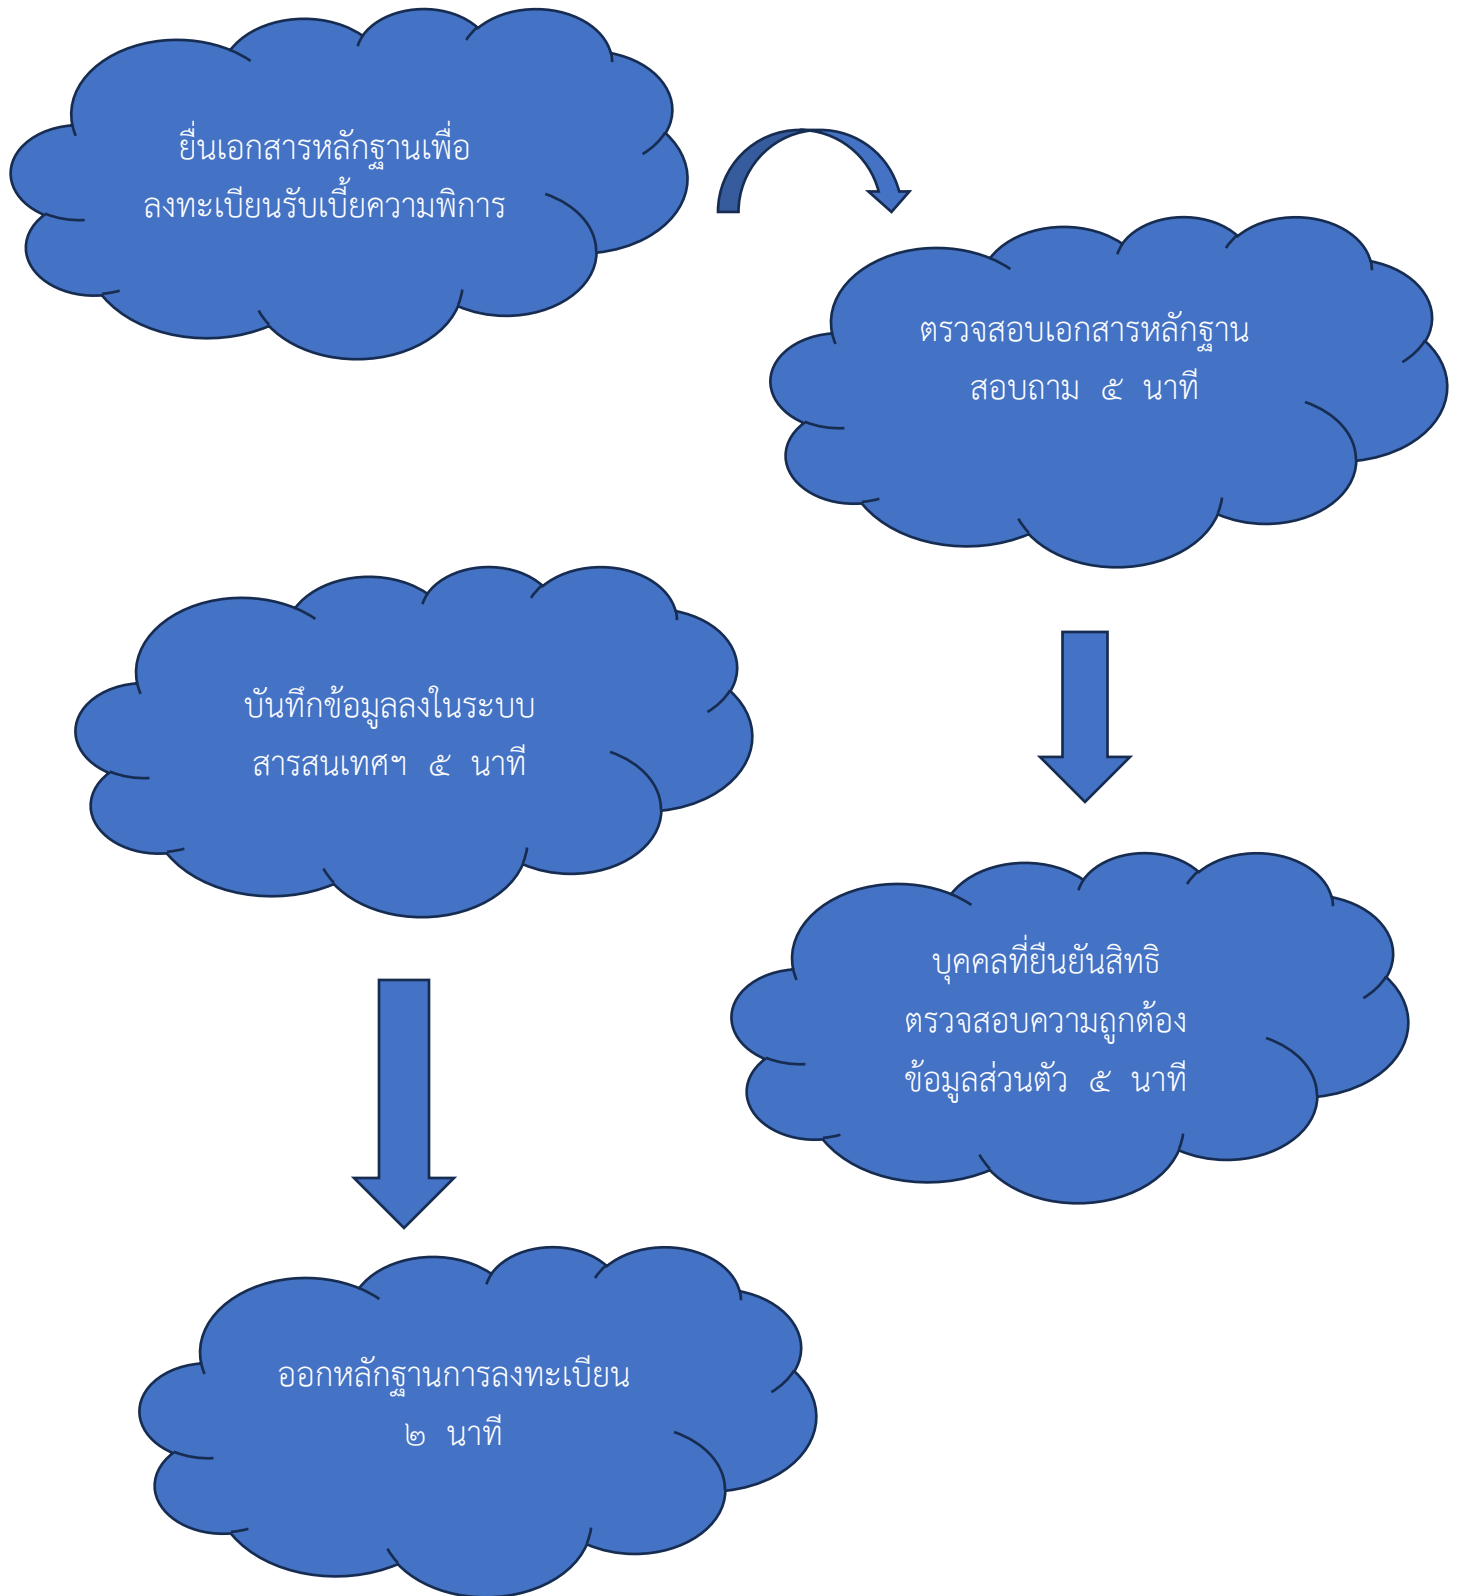 ยื่นเอกสารหลักฐานเพื่อ
ลงทะเบียนรับเบี้ยความพิการ
ตรวจสอบเอกสารหลักฐาน
สอบถาม ๕ นาที
บันทึกข้อมูลลงในระบบ
สารสนเทศฯ ๕ นาที
บุคคลที่ยืนยันสิทธิ
ตรวจสอบความถูกต้อง
ข้อมูลส่วนตัว ๕ นาที
ออกหลักฐานการลงทะเบียน
๒ นาที